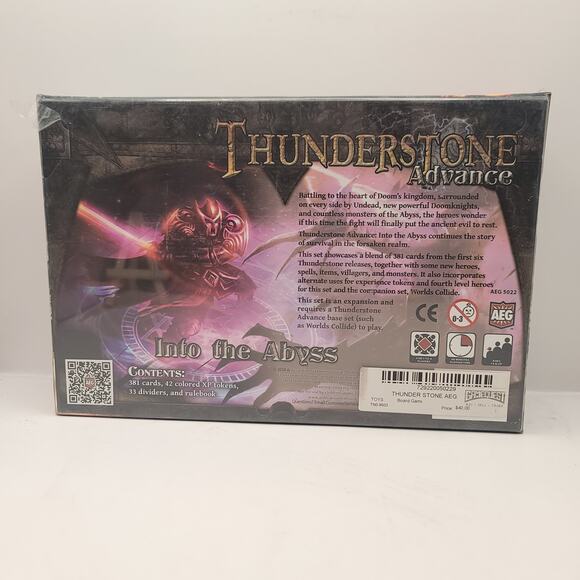 THUNDERSTONE
Advance
Battling to the heart of Doom's kingdom, surrounded
on every side by Undead, new powerful Doomknights,
and countless monsters of the Abyss, the heroes wonder
if this time the fight will finally put the ancient evil to rest.
Thunderstone Advance: Into the Abyss continues the story
of survival in the forsaken realm.
This set showcases a blend of 381 cards from the first six
Thunderstone releases, together with some new heroes,
spells, items, villagers, and monsters. It also incorporates
alternate uses for experience tokens and fourth level heroes
for this set and the companion set, Worlds Collide.
AEG 5022
This set is an expansion and
requires a Thunderstone
Advance base set (such
as Worlds Collide) to play.
CE
0-3
AEG
Into the Abyss
CONTENTS:
381 cards, 42 colored XP tokens,
33 dividers, and rulebook
AEG
729220050229
THUNDER STONE AEG
TOYS
Board Game
Price: $40.00